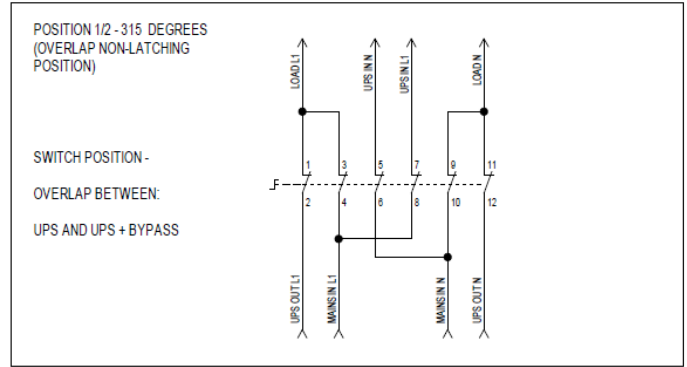 POSITION 1/2 - 315 DEGREES
(OVERLAP NON-LATCHING
POSITION)
LOAD L1
UPS IN N
UPS IN L1
LOAD N
SWITCH POSITION -
OVERLAP BETWEEN:
UPS AND UPS + BYPASS
1
3
5
7
9
11
2
4
6
8
10
12
UPS OUT L1
MAINS IN L1
MAINS IN N
UPS OUT N